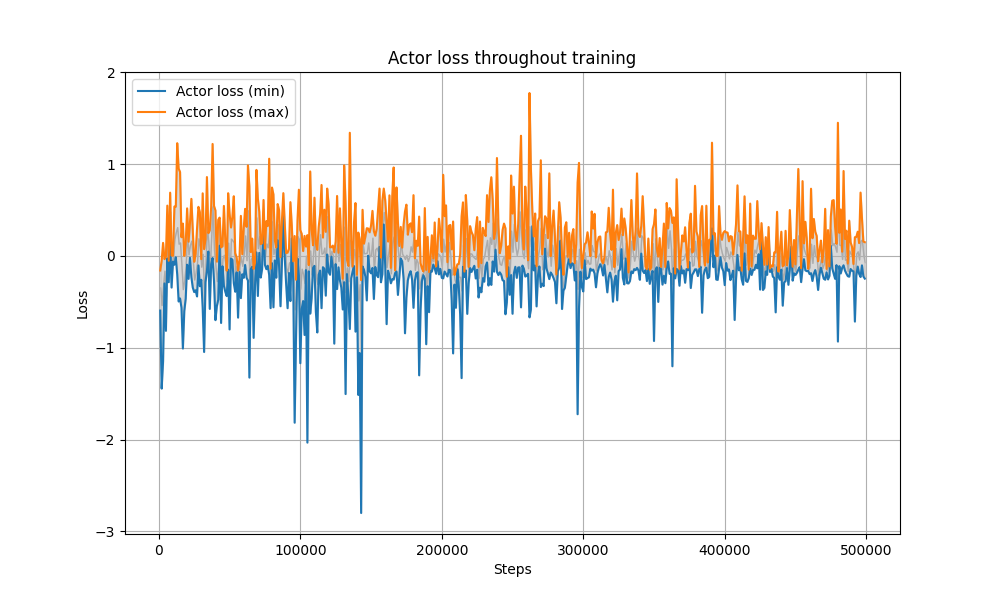 Actor loss throughout training
Actor loss (min)
Actor loss (max)
Loss
2
1
0
−1
−2
−3
0
100000
200000
300000
400000
500000
Steps